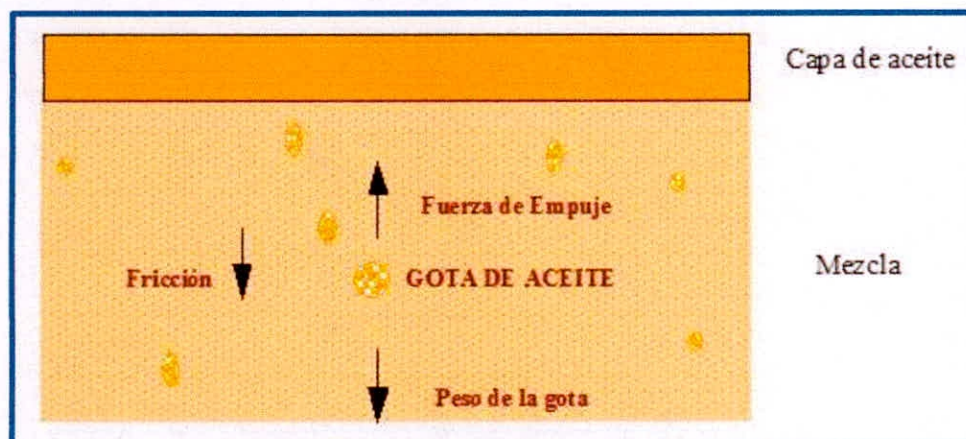 Capa de aceite
Fuerza de Empuje
Fricción
GOTA DE ACEITE
Mezcla
Peso de la gota